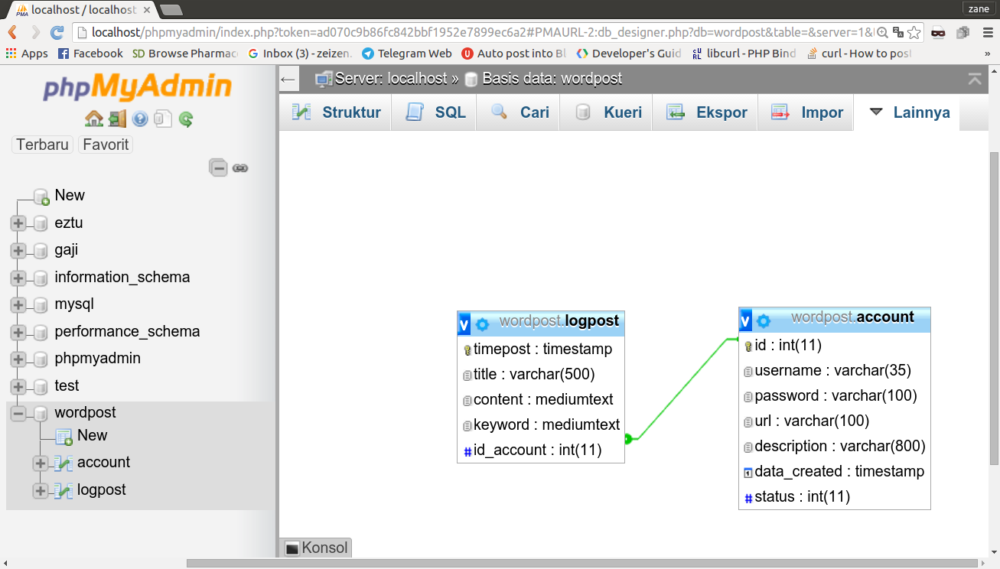 localhost / localhost
zane
localhost/phpmyadmin/index.php?token=ad070c9b86fc842bbf1952e7899ec6a2#PMAURL-2:db_designer.php?db=wordpost&table=&server=1&
Apps
Facebook
SD Browse Pharmac
Inbox (3) - zeizen.
Telegram Web
Auto post into Bl
Developer's Guid
libcurl - PHP Bind
curl - How to post
»
phpMyAdmin
Terbaru
Favorit
New
eztu
gaji
information_schema
mysql
performance_schema
phpmyadmin
test
wordpost
New
account
logpost
Server: localhost » Basis data: wordpost
Struktur
SQL
Cari
Kueri
Ekspor
Impor
Lainnya
v wordpost.logpost
timepost : timestamp
title : varchar(500)
content : mediumtext
keyword : mediumtext
# id_account : int(11)
v wordpost.account
id : int(11)
username : varchar(35)
password : varchar(100)
url : varchar(100)
description : varchar(800)
data_created : timestamp
# status : int(11)
Konsol